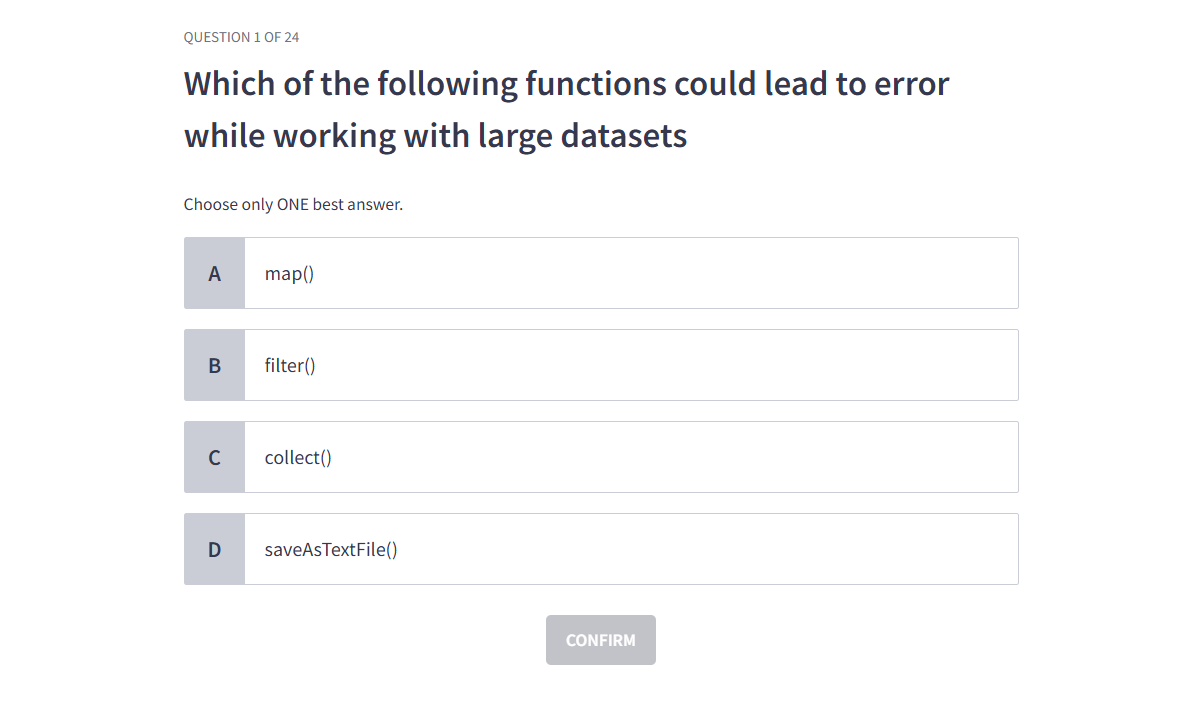 QUESTION 1 OF 24
Which of the following functions could lead to error
while working with large datasets
Choose only ONE best answer.
A map()
B filter()
C collect()
D saveAsTextFile()
CONFIRM